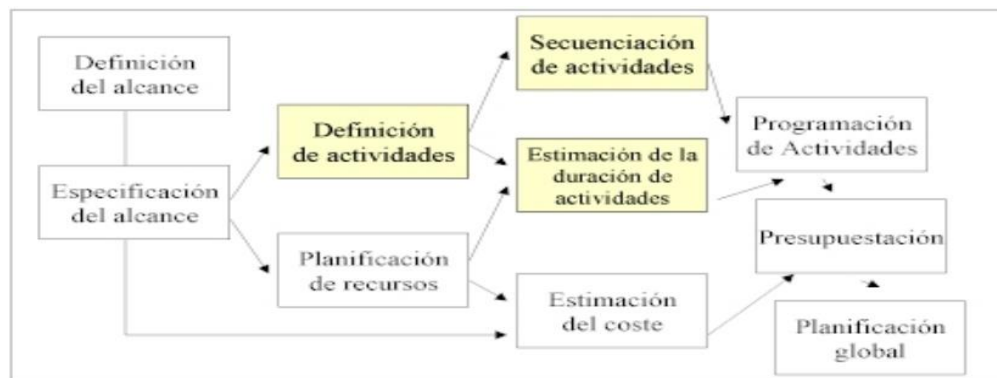 Definición
del alcance
Especificación
del alcance
Definición
de actividades
Planificación
de recursos
Secuenciación
de actividades
Estimación de la
duración de
actividades
Estimación
del coste
Programación
de Actividades
Presupuestación
Planificación
global